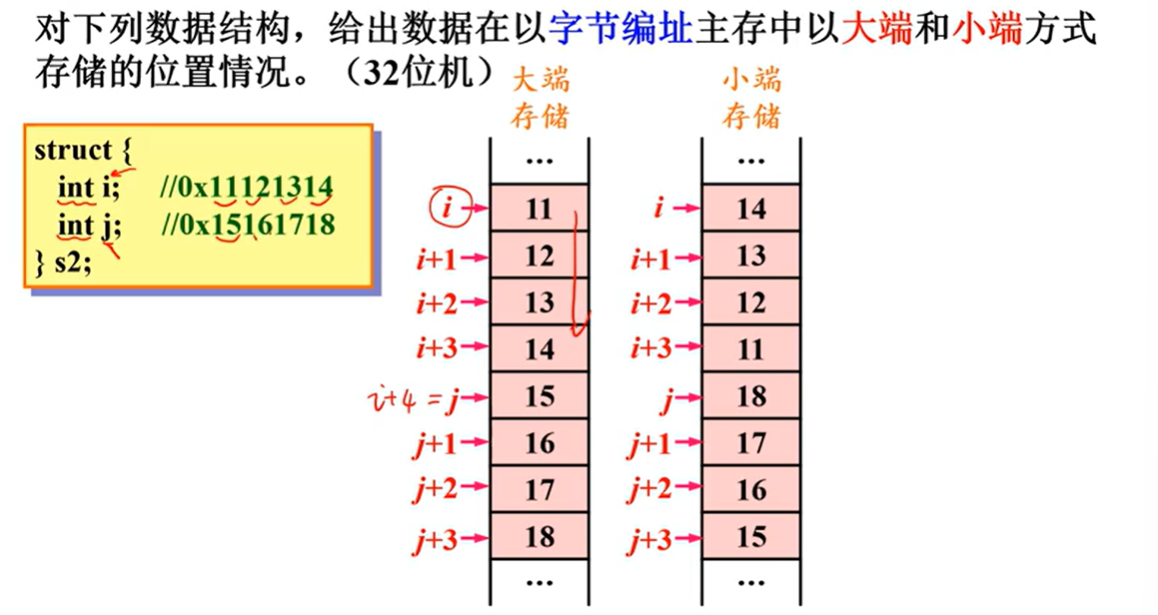 对下列数据结构，给出数据在以字节编址主存中以大端和小端方式
存储的位置情况。（32位机）
大端
存储
小端
存储
struct {
int i; //0x11121314
int j; //0x15161718
} s2;
... ...
i 11 i 14
i+1 12 i+1 13
i+2 13 i+2 12
i+3 14 i+3 11
i+4 = j 15 j 18
j+1 16 j+1 17
j+2 17 j+2 16
j+3 18 j+3 15
... ...